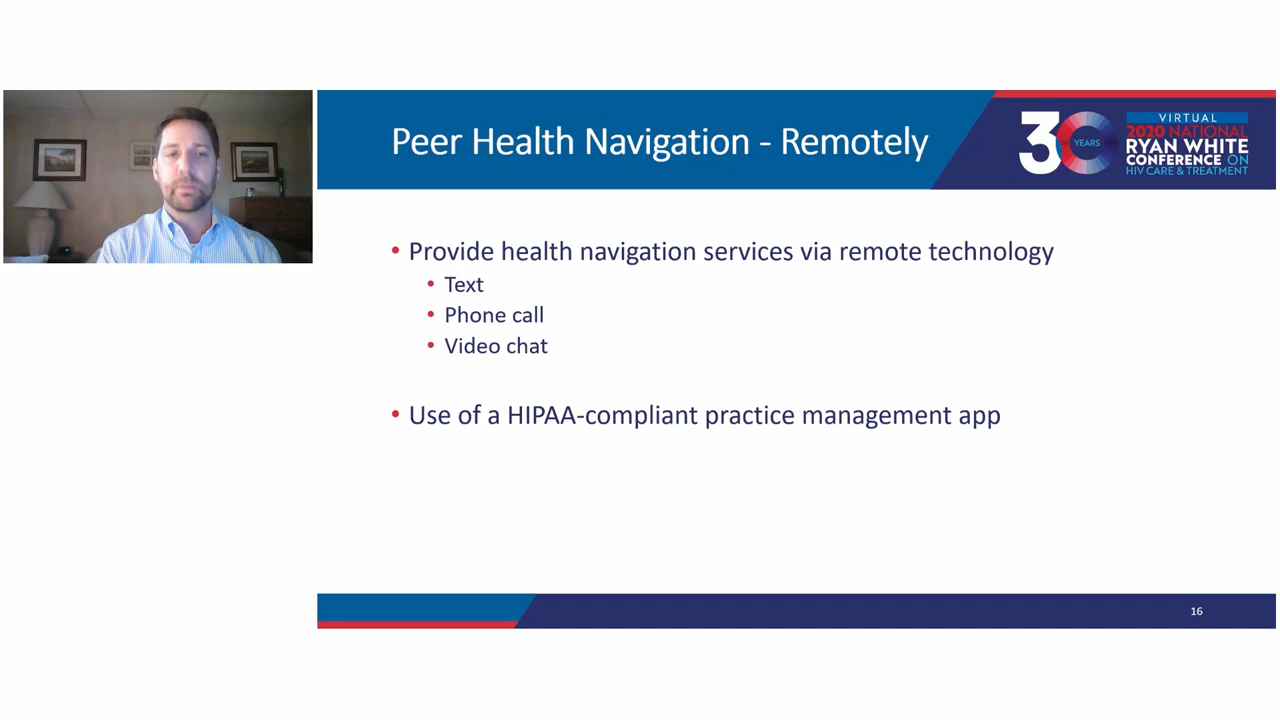 Peer Health Navigation - Remotely
30
YEARS
VIRTUAL
2020 NATIONAL
RYAN WHITE
CONFERENCE ON
HIV CARE & TREATMENT
• Provide health navigation services via remote technology
• Text
• Phone call
• Video chat
• Use of a HIPAA-compliant practice management app
16